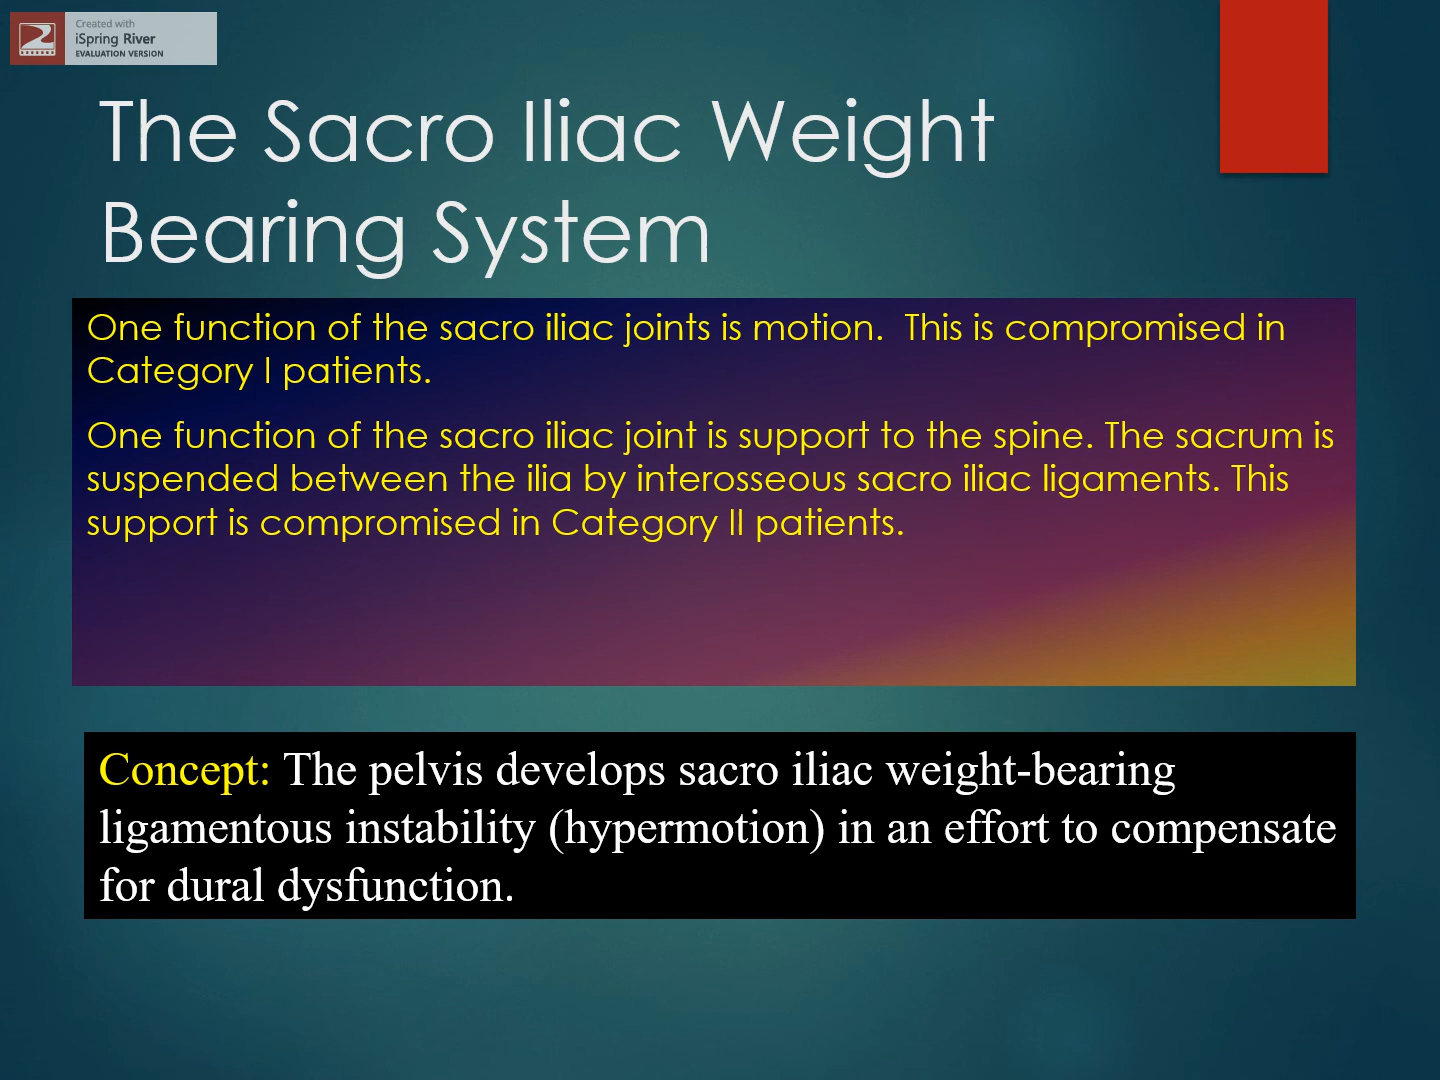 Created with
iSpring River
EVALUATION VERSION
The Sacro Iliac Weight
Bearing System
One function of the sacro iliac joints is motion.  This is compromised in
Category I patients.
One function of the sacro iliac joint is support to the spine. The sacrum is
suspended between the ilia by interosseous sacro iliac ligaments. This
support is compromised in Category II patients.
Concept: The pelvis develops sacro iliac weight-bearing
ligamentous instability (hypermotion) in an effort to compensate
for dural dysfunction.